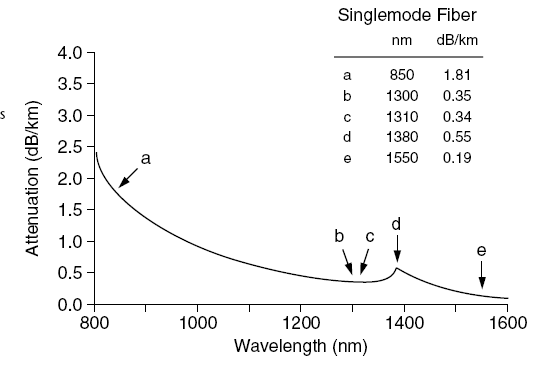 Singlemode Fiber
nm dB/km
a 850 1.81
b 1300 0.35
c 1310 0.34
d 1380 0.55
e 1550 0.19
s
Attenuation (dB/km)
4.0
3.5
3.0
2.5
2.0
1.5
1.0
0.5
0.0
a
b c d e
800 1000 1200 1400 1600
Wavelength (nm)